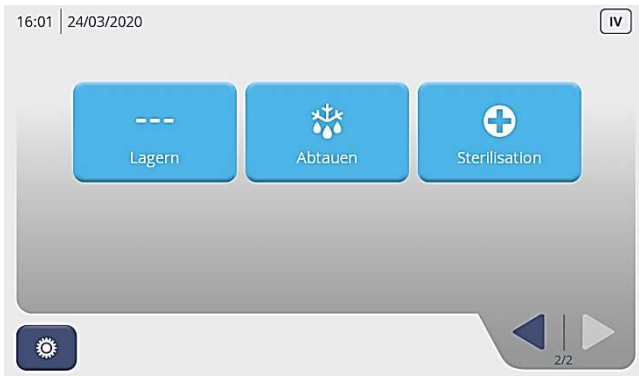 16:01 24/03/2020 IV
--- 
Lagern Abtauen Sterilisation
2/2